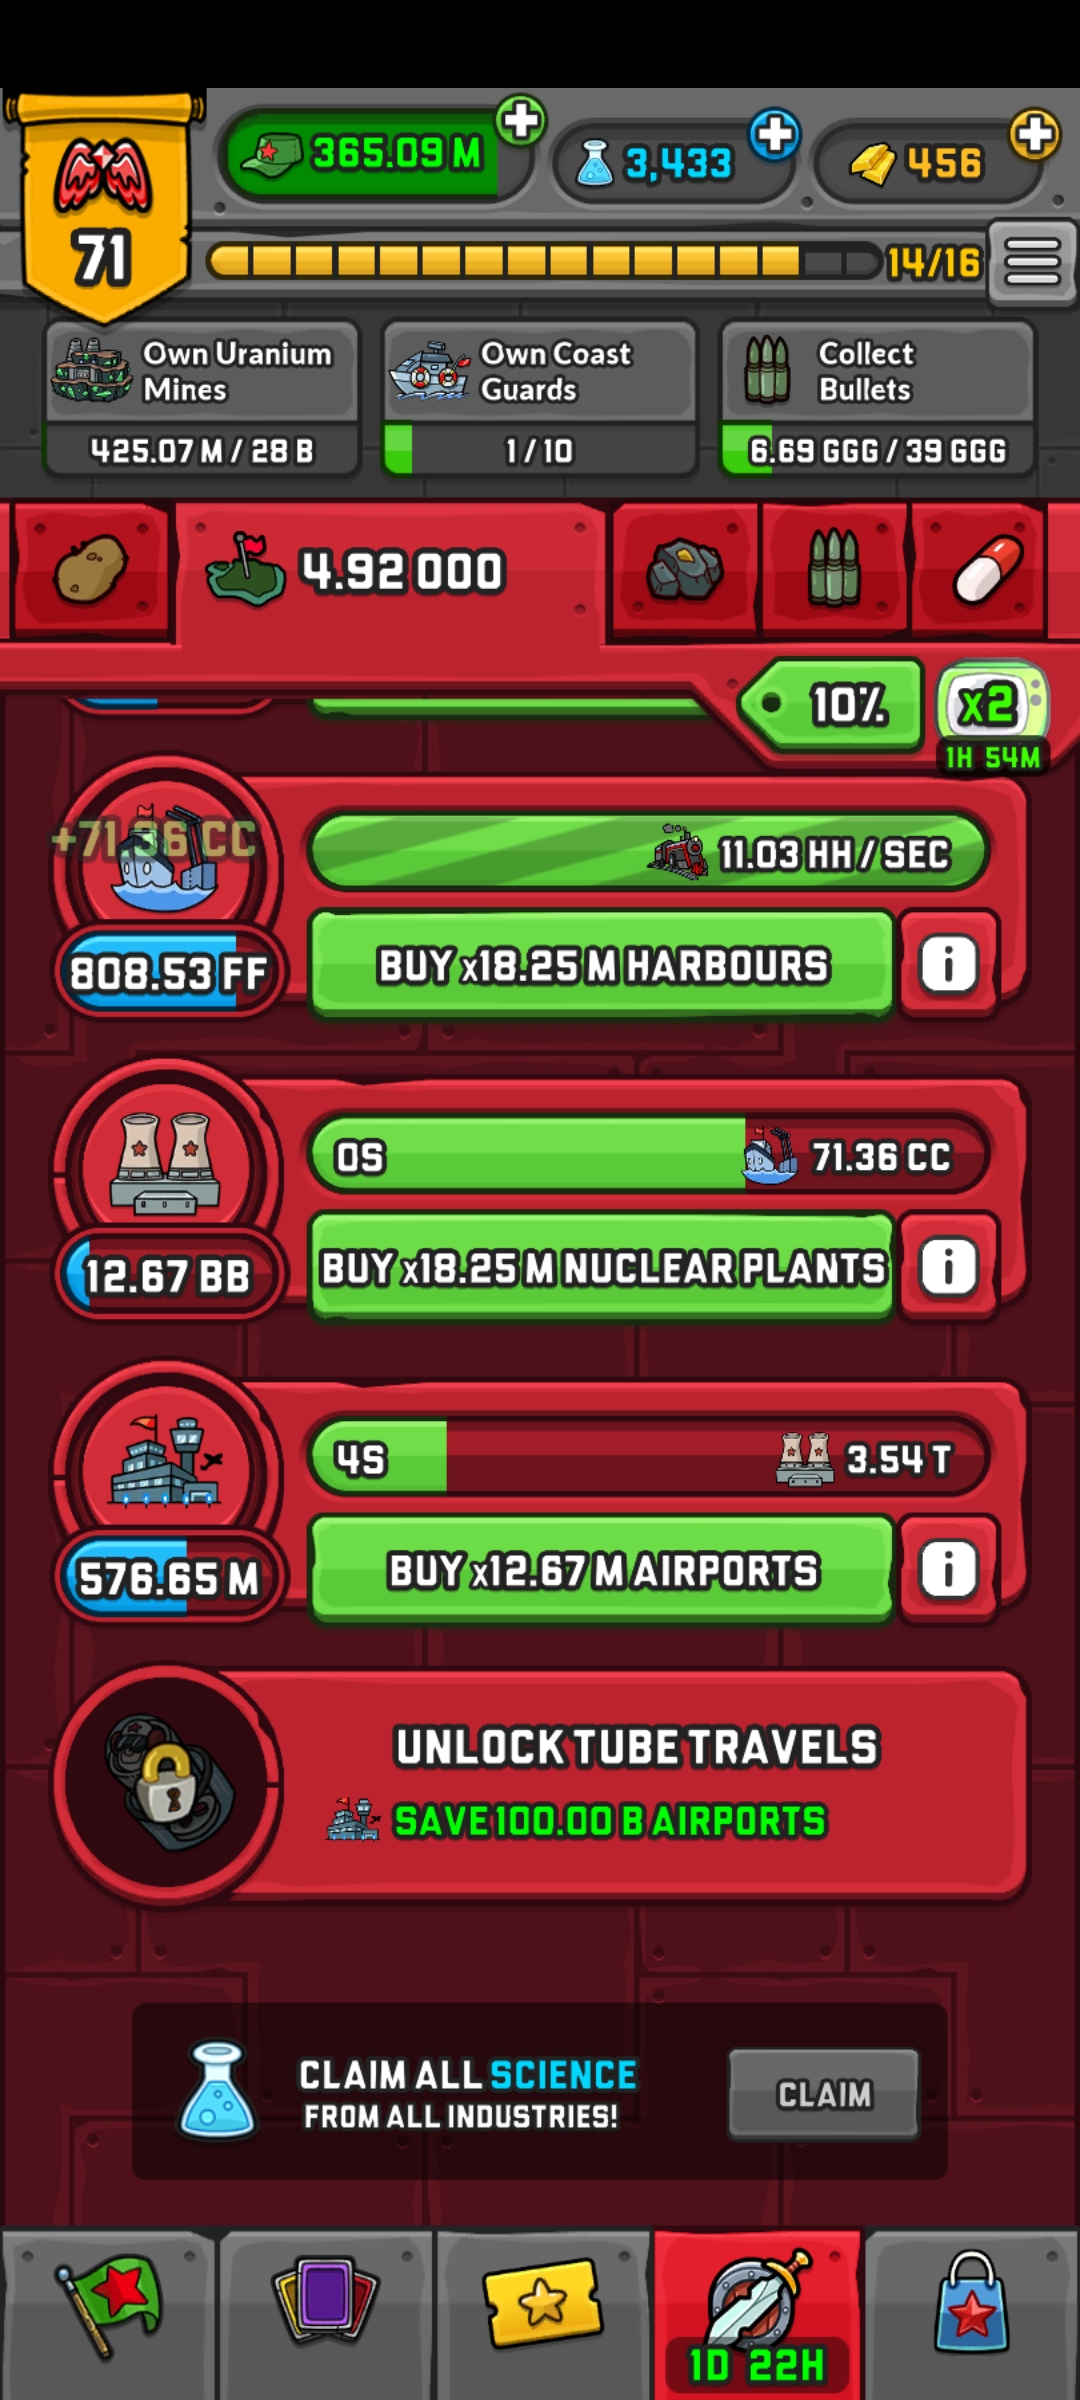 365.09 M
3,433
456
71
14/16
Own Uranium
Mines
Own Coast
Guards
Collect
Bullets
425.07 M / 28 B
1 / 10
6.69 GGG / 39 GGG
4.92 OOO
10%
x2
1H 54M
+71.36 CC
11.03 HH / SEC
808.53 FF
BUY x18.25 M HARBOURS
i
0S
71.36 CC
12.67 BB
BUY x18.25 M NUCLEAR PLANTS
i
4S
3.54 T
576.65 M
BUY x12.67 M AIRPORTS
i
UNLOCK TUBE TRAVELS
SAVE 100.00 B AIRPORTS
CLAIM ALL SCIENCE
FROM ALL INDUSTRIES!
CLAIM
1D 22H